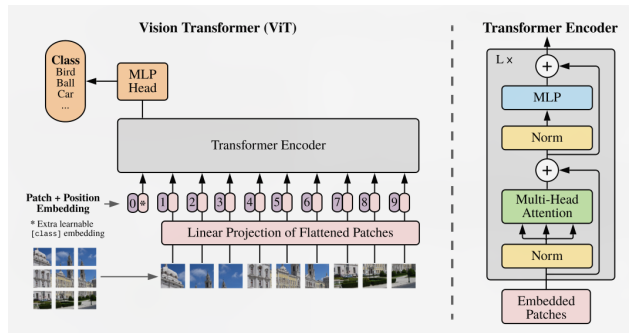 Vision Transformer (ViT)
Class
Bird
Ball
Car
...
MLP
Head
Transformer Encoder
Patch + Position
Embedding
0 * 1 2 3 4 5 6 7 8 9
* Extra learnable
[class] embedding
Linear Projection of Flattened Patches
Transformer Encoder
L ×
+
MLP
Norm
+
Multi-Head
Attention
Norm
Embedded
Patches